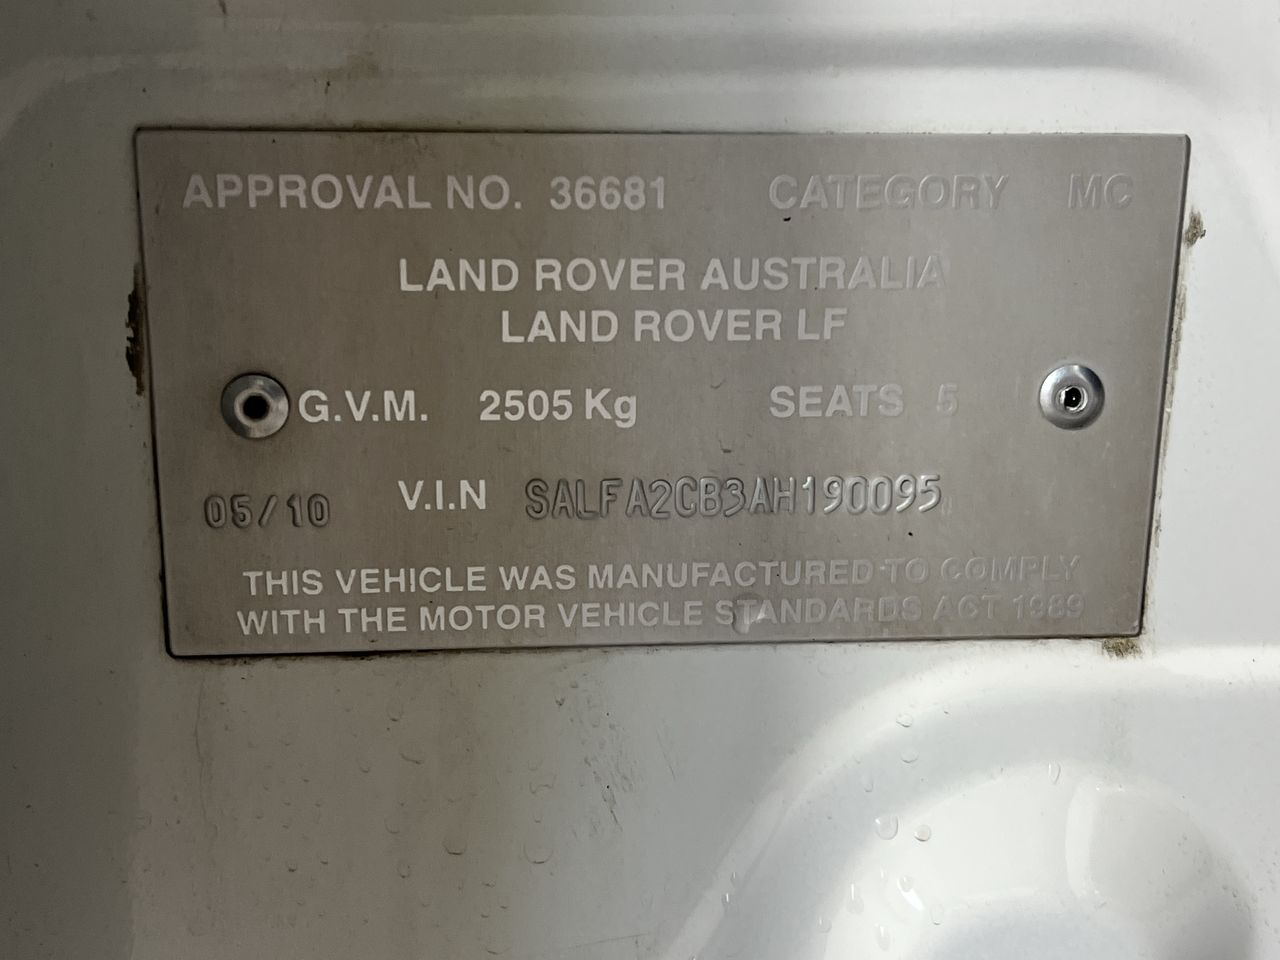 APPROVAL NO. 36681 CATEGORY MC
LAND ROVER AUSTRALIA
LAND ROVER LF
G.V.M. 2505 Kg SEATS 5
05/10 V.I.N SALFA2CB3AH190095
THIS VEHICLE WAS MANUFACTURED TO COMPLY
WITH THE MOTOR VEHICLE STANDARDS ACT 1989